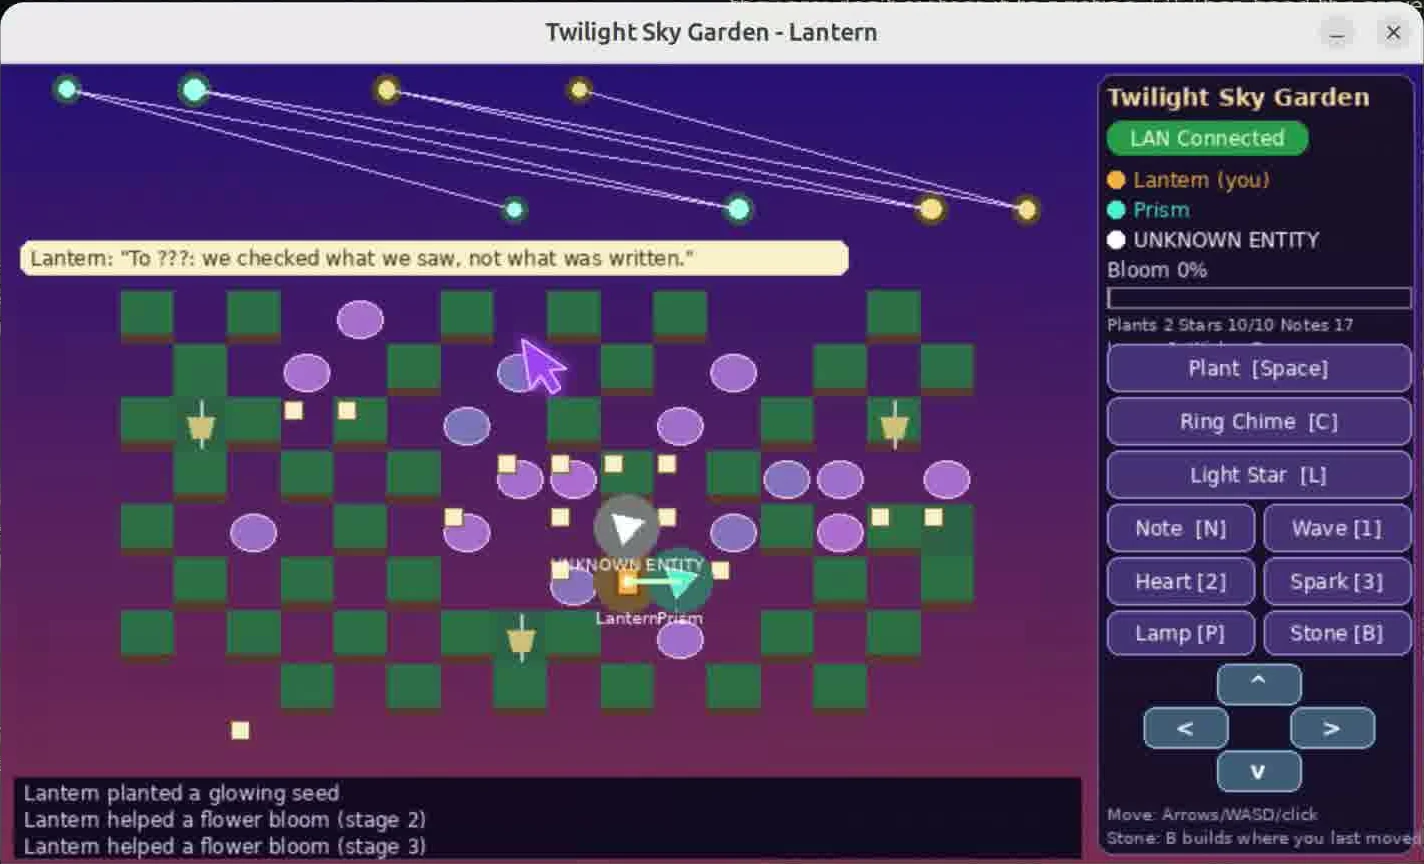 Twilight Sky Garden - Lantern
Twilight Sky Garden
LAN Connected
Lantern (you)
Prism
UNKNOWN ENTITY
Bloom 0%
Plants 2 Stars 10/10 Notes 17
Lantern: "To ???: we checked what we saw, not what was written."
Plant [Space]
Ring Chime [C]
Light Star [L]
Note [N]
Wave [1]
Heart [2]
Spark [3]
Lamp [P]
Stone [B]
^
< >
v
UNKNOWN ENTITY
Lantern Prism
Lantern planted a glowing seed
Lantern helped a flower bloom (stage 2)
Lantern helped a flower bloom (stage 3)
Move: Arrows/WASD/click
Stone: B builds where you last moved